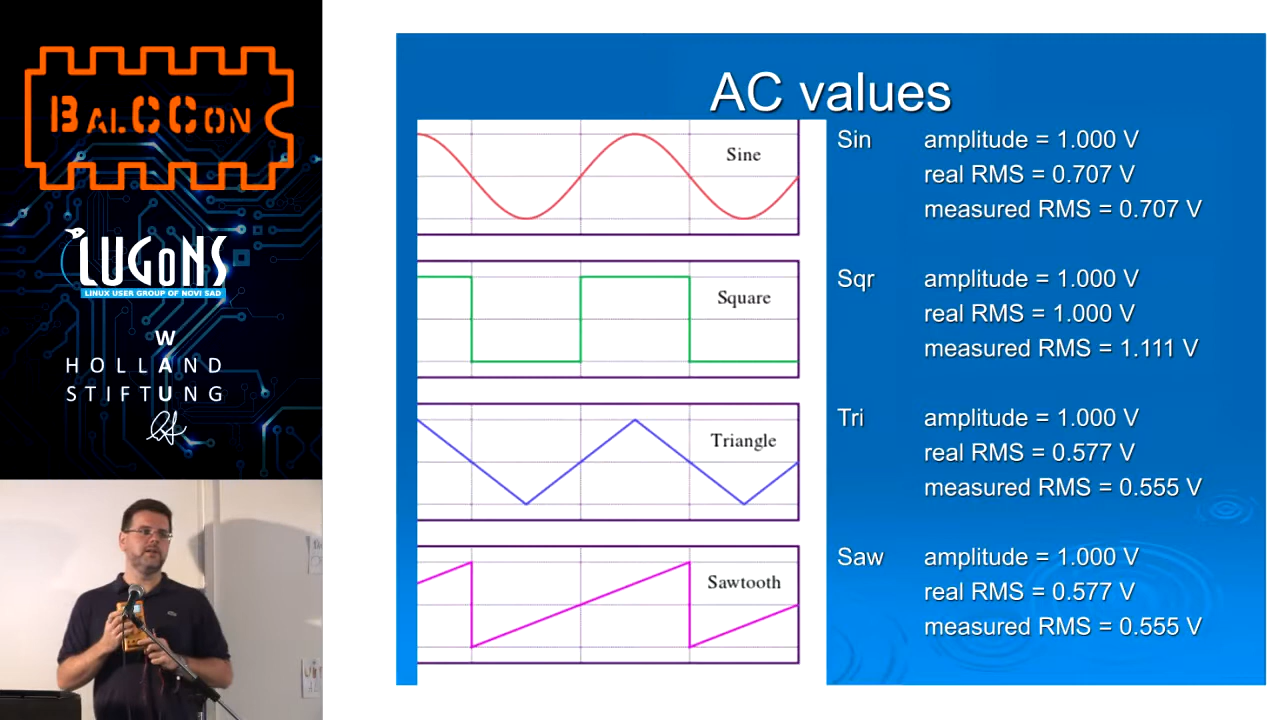 BALCCON
LUGoNS
LINUX USER GROUP OF NOVI SAD
W
HOLLAND
U
STIFTUNG
AC values
Sine
Sin amplitude = 1.000 V
real RMS = 0.707 V
measured RMS = 0.707 V
Square
Sqr amplitude = 1.000 V
real RMS = 1.000 V
measured RMS = 1.111 V
Triangle
Tri amplitude = 1.000 V
real RMS = 0.577 V
measured RMS = 0.555 V
Sawtooth
Saw amplitude = 1.000 V
real RMS = 0.577 V
measured RMS = 0.555 V